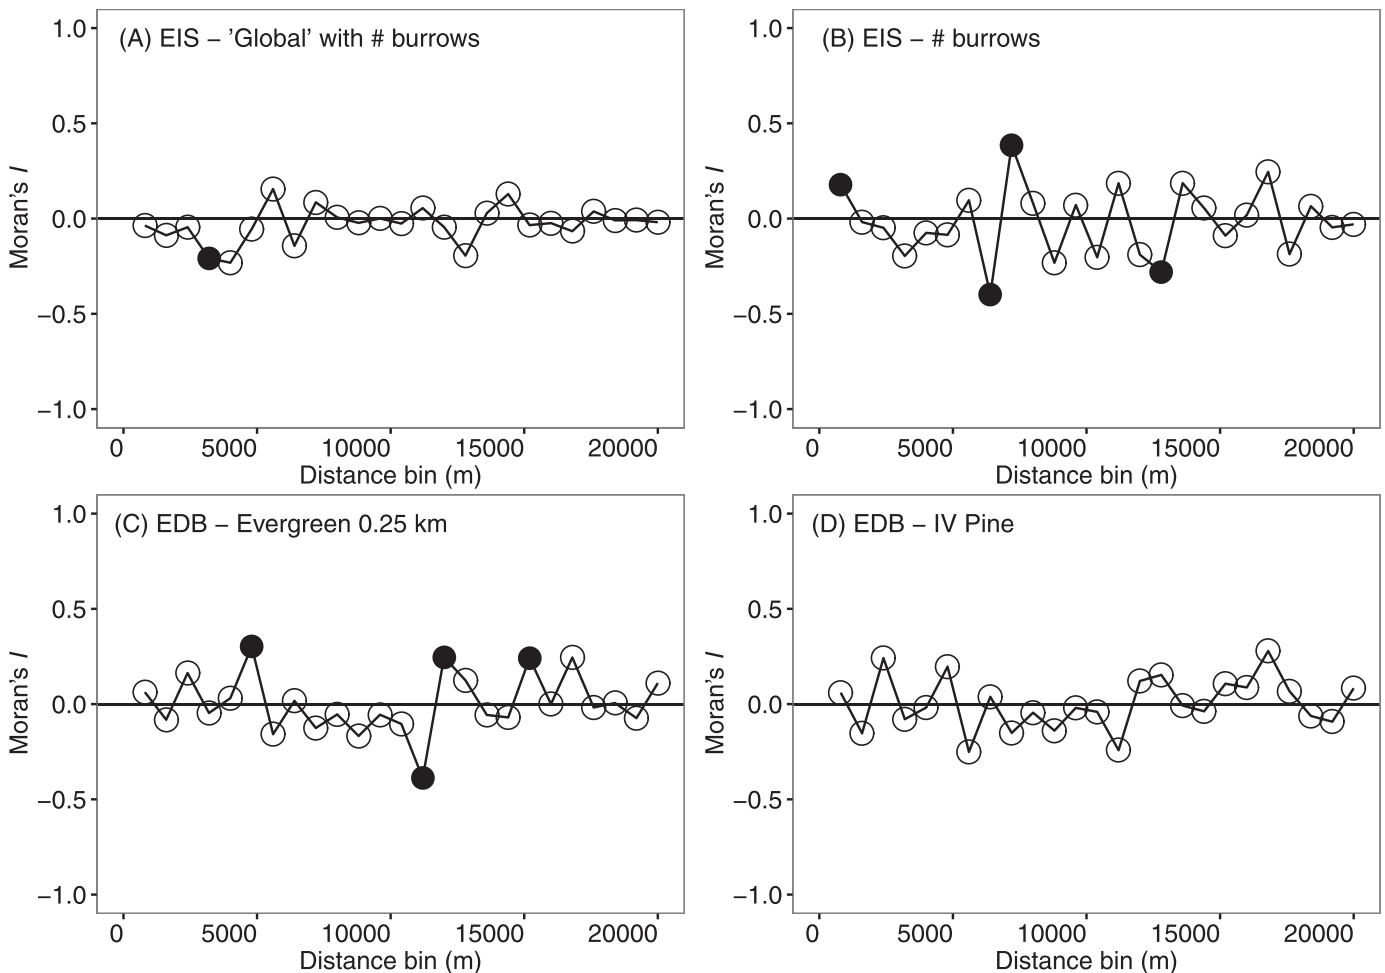 (A) EIS – ’Global’ with # burrows
1.0
0.5
0.0
−0.5
−1.0
Moran’s I
0 5000 10000 15000 20000
Distance bin (m)
(B) EIS – # burrows
1.0
0.5
0.0
−0.5
−1.0
Moran’s I
0 5000 10000 15000 20000
Distance bin (m)
(C) EDB – Evergreen 0.25 km
1.0
0.5
0.0
−0.5
−1.0
Moran’s I
0 5000 10000 15000 20000
Distance bin (m)
(D) EDB – IV Pine
1.0
0.5
0.0
−0.5
−1.0
Moran’s I
0 5000 10000 15000 20000
Distance bin (m)